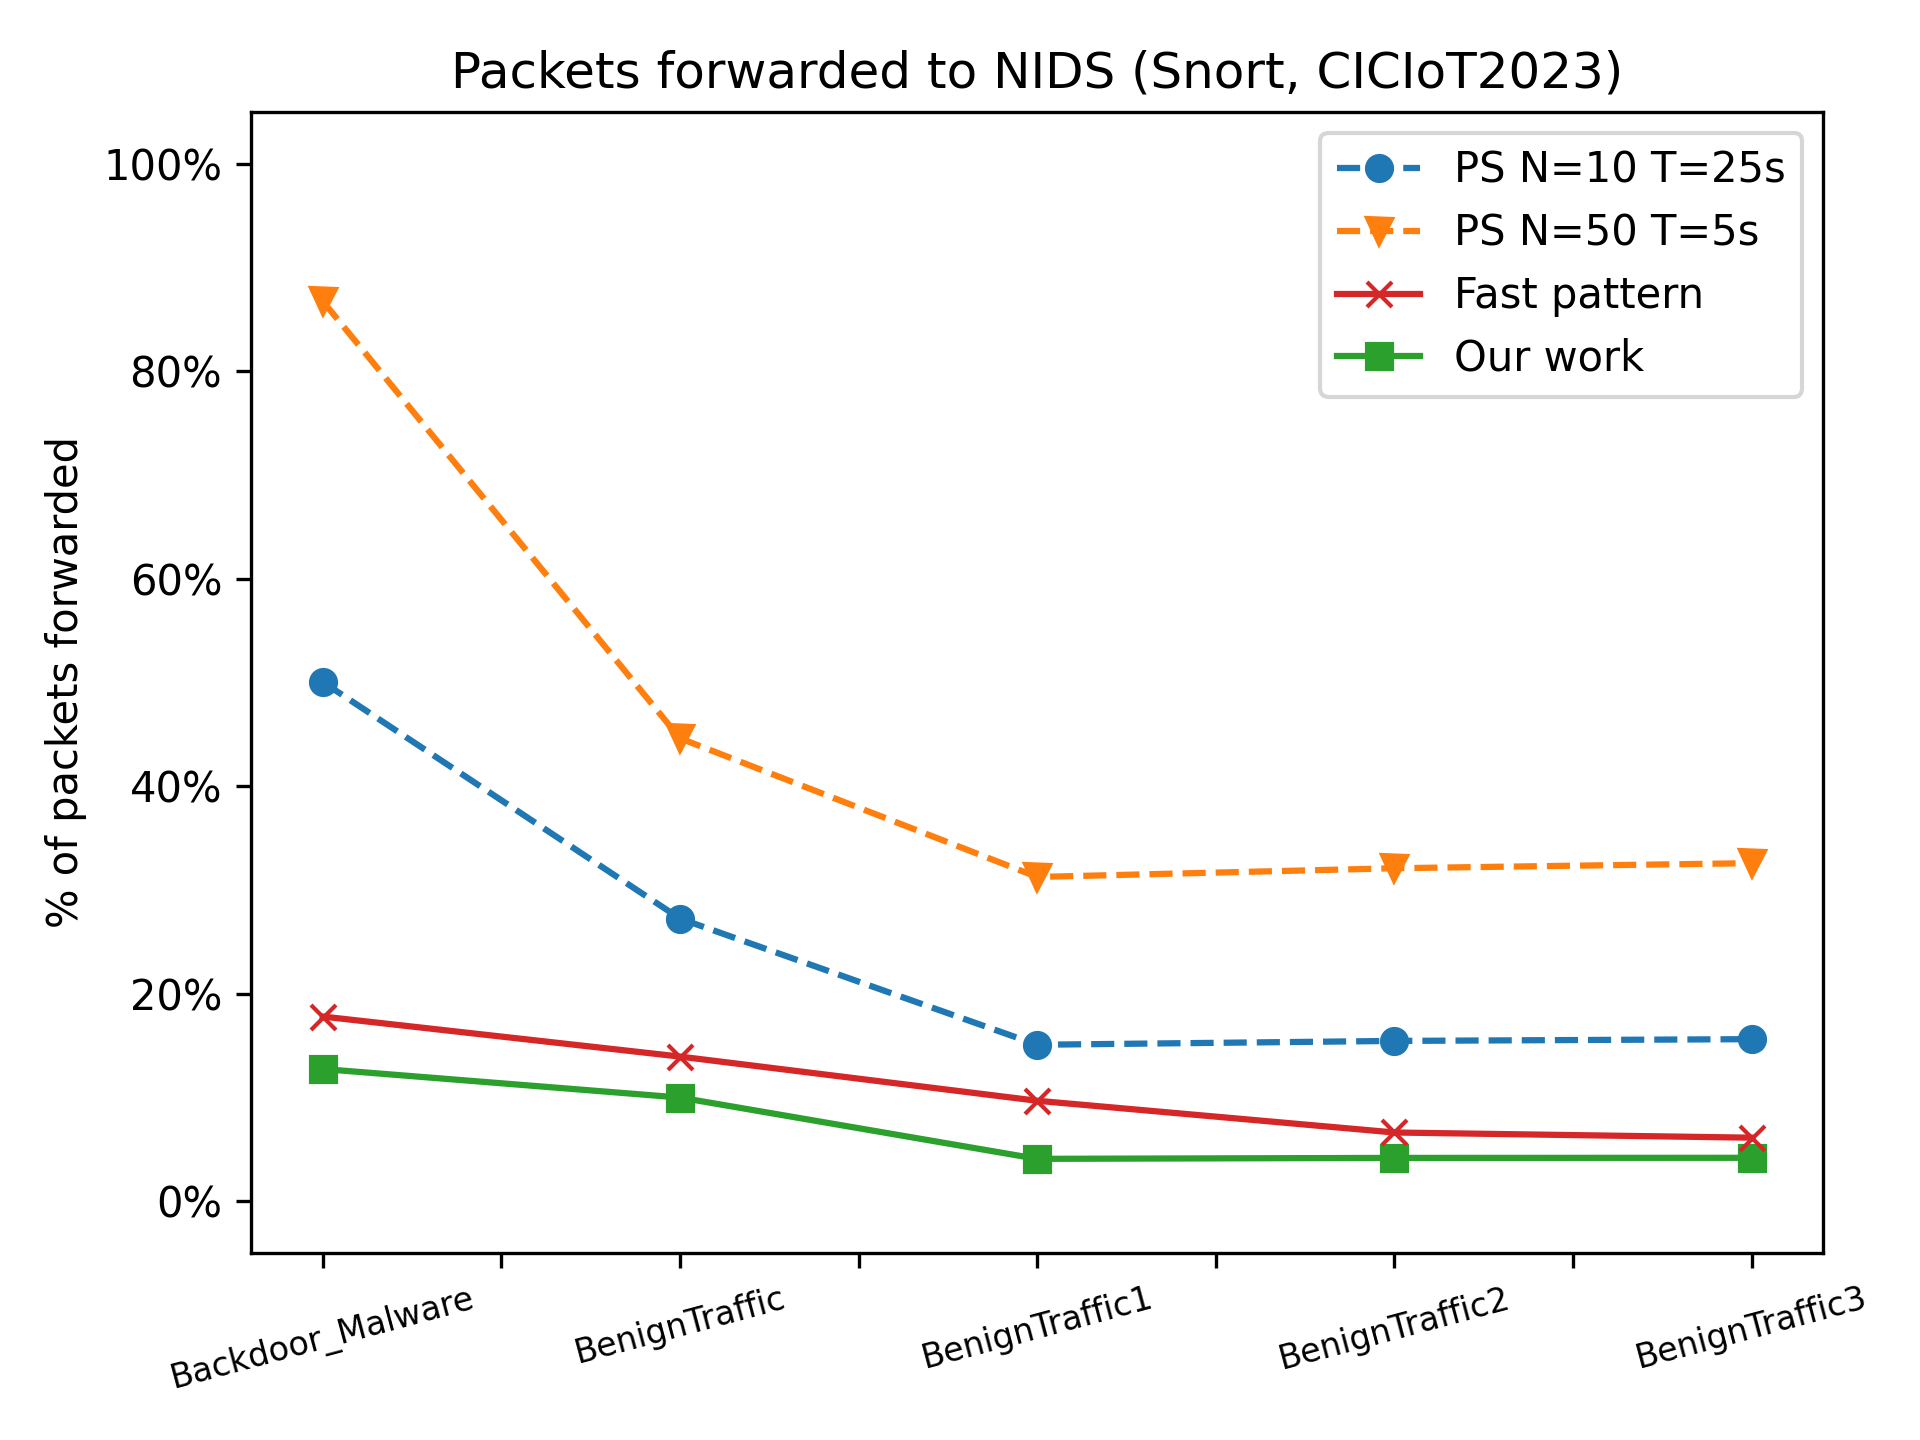 Packets forwarded to NIDS (Snort, CICIoT2023)
PS N=10 T=25s
PS N=50 T=5s
Fast pattern
Our work
% of packets forwarded
100%
80%
60%
40%
20%
0%
Backdoor_Malware
BenignTraffic
BenignTraffic1
BenignTraffic2
BenignTraffic3